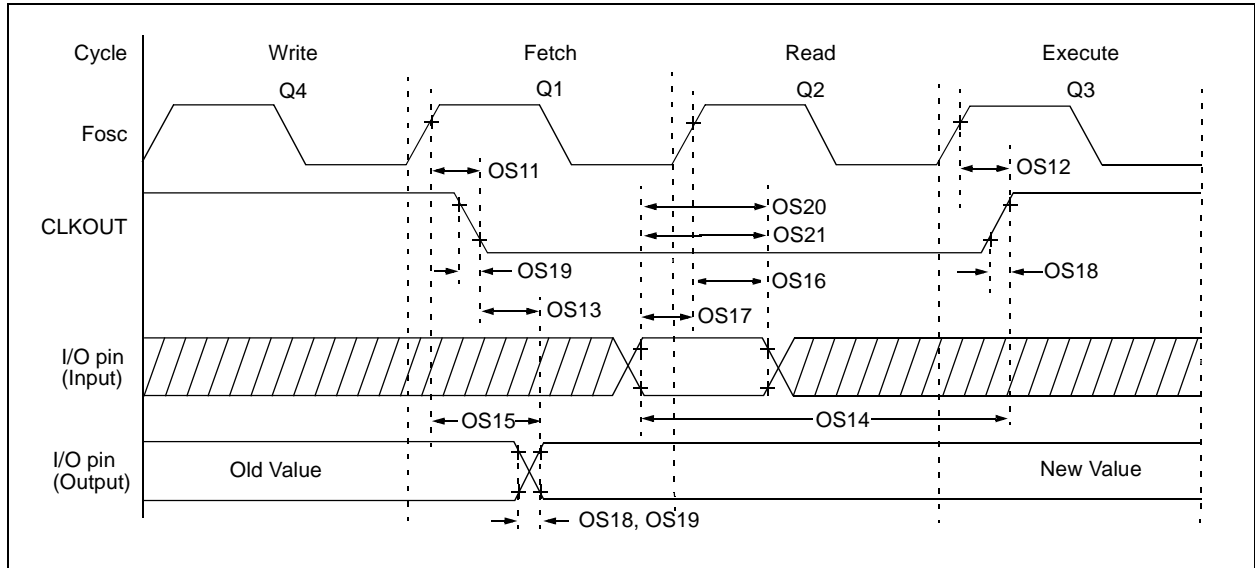 Cycle Write Fetch Read Execute
Q4 Q1 Q2 Q3
Fosc
OS11 OS12
OS20
CLKOUT OS21
OS19 OS18
OS16
OS13 OS17
I/O pin
(Input)
OS15 OS14
I/O pin
(Output)
Old Value New Value
OS18, OS19